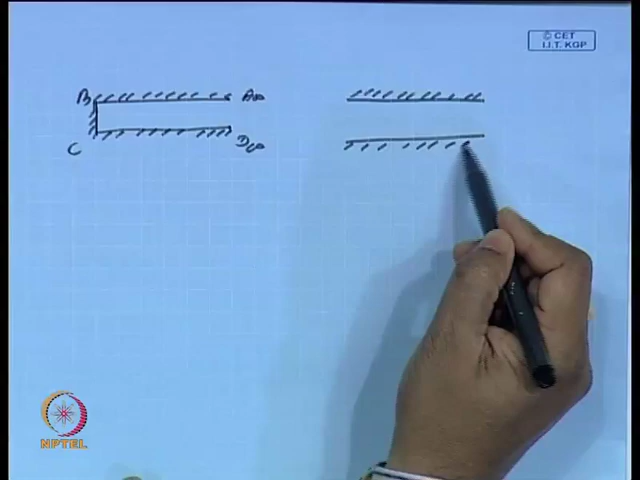 © CET
I.I.T. KGP
B A∞
C D∞
NPTEL